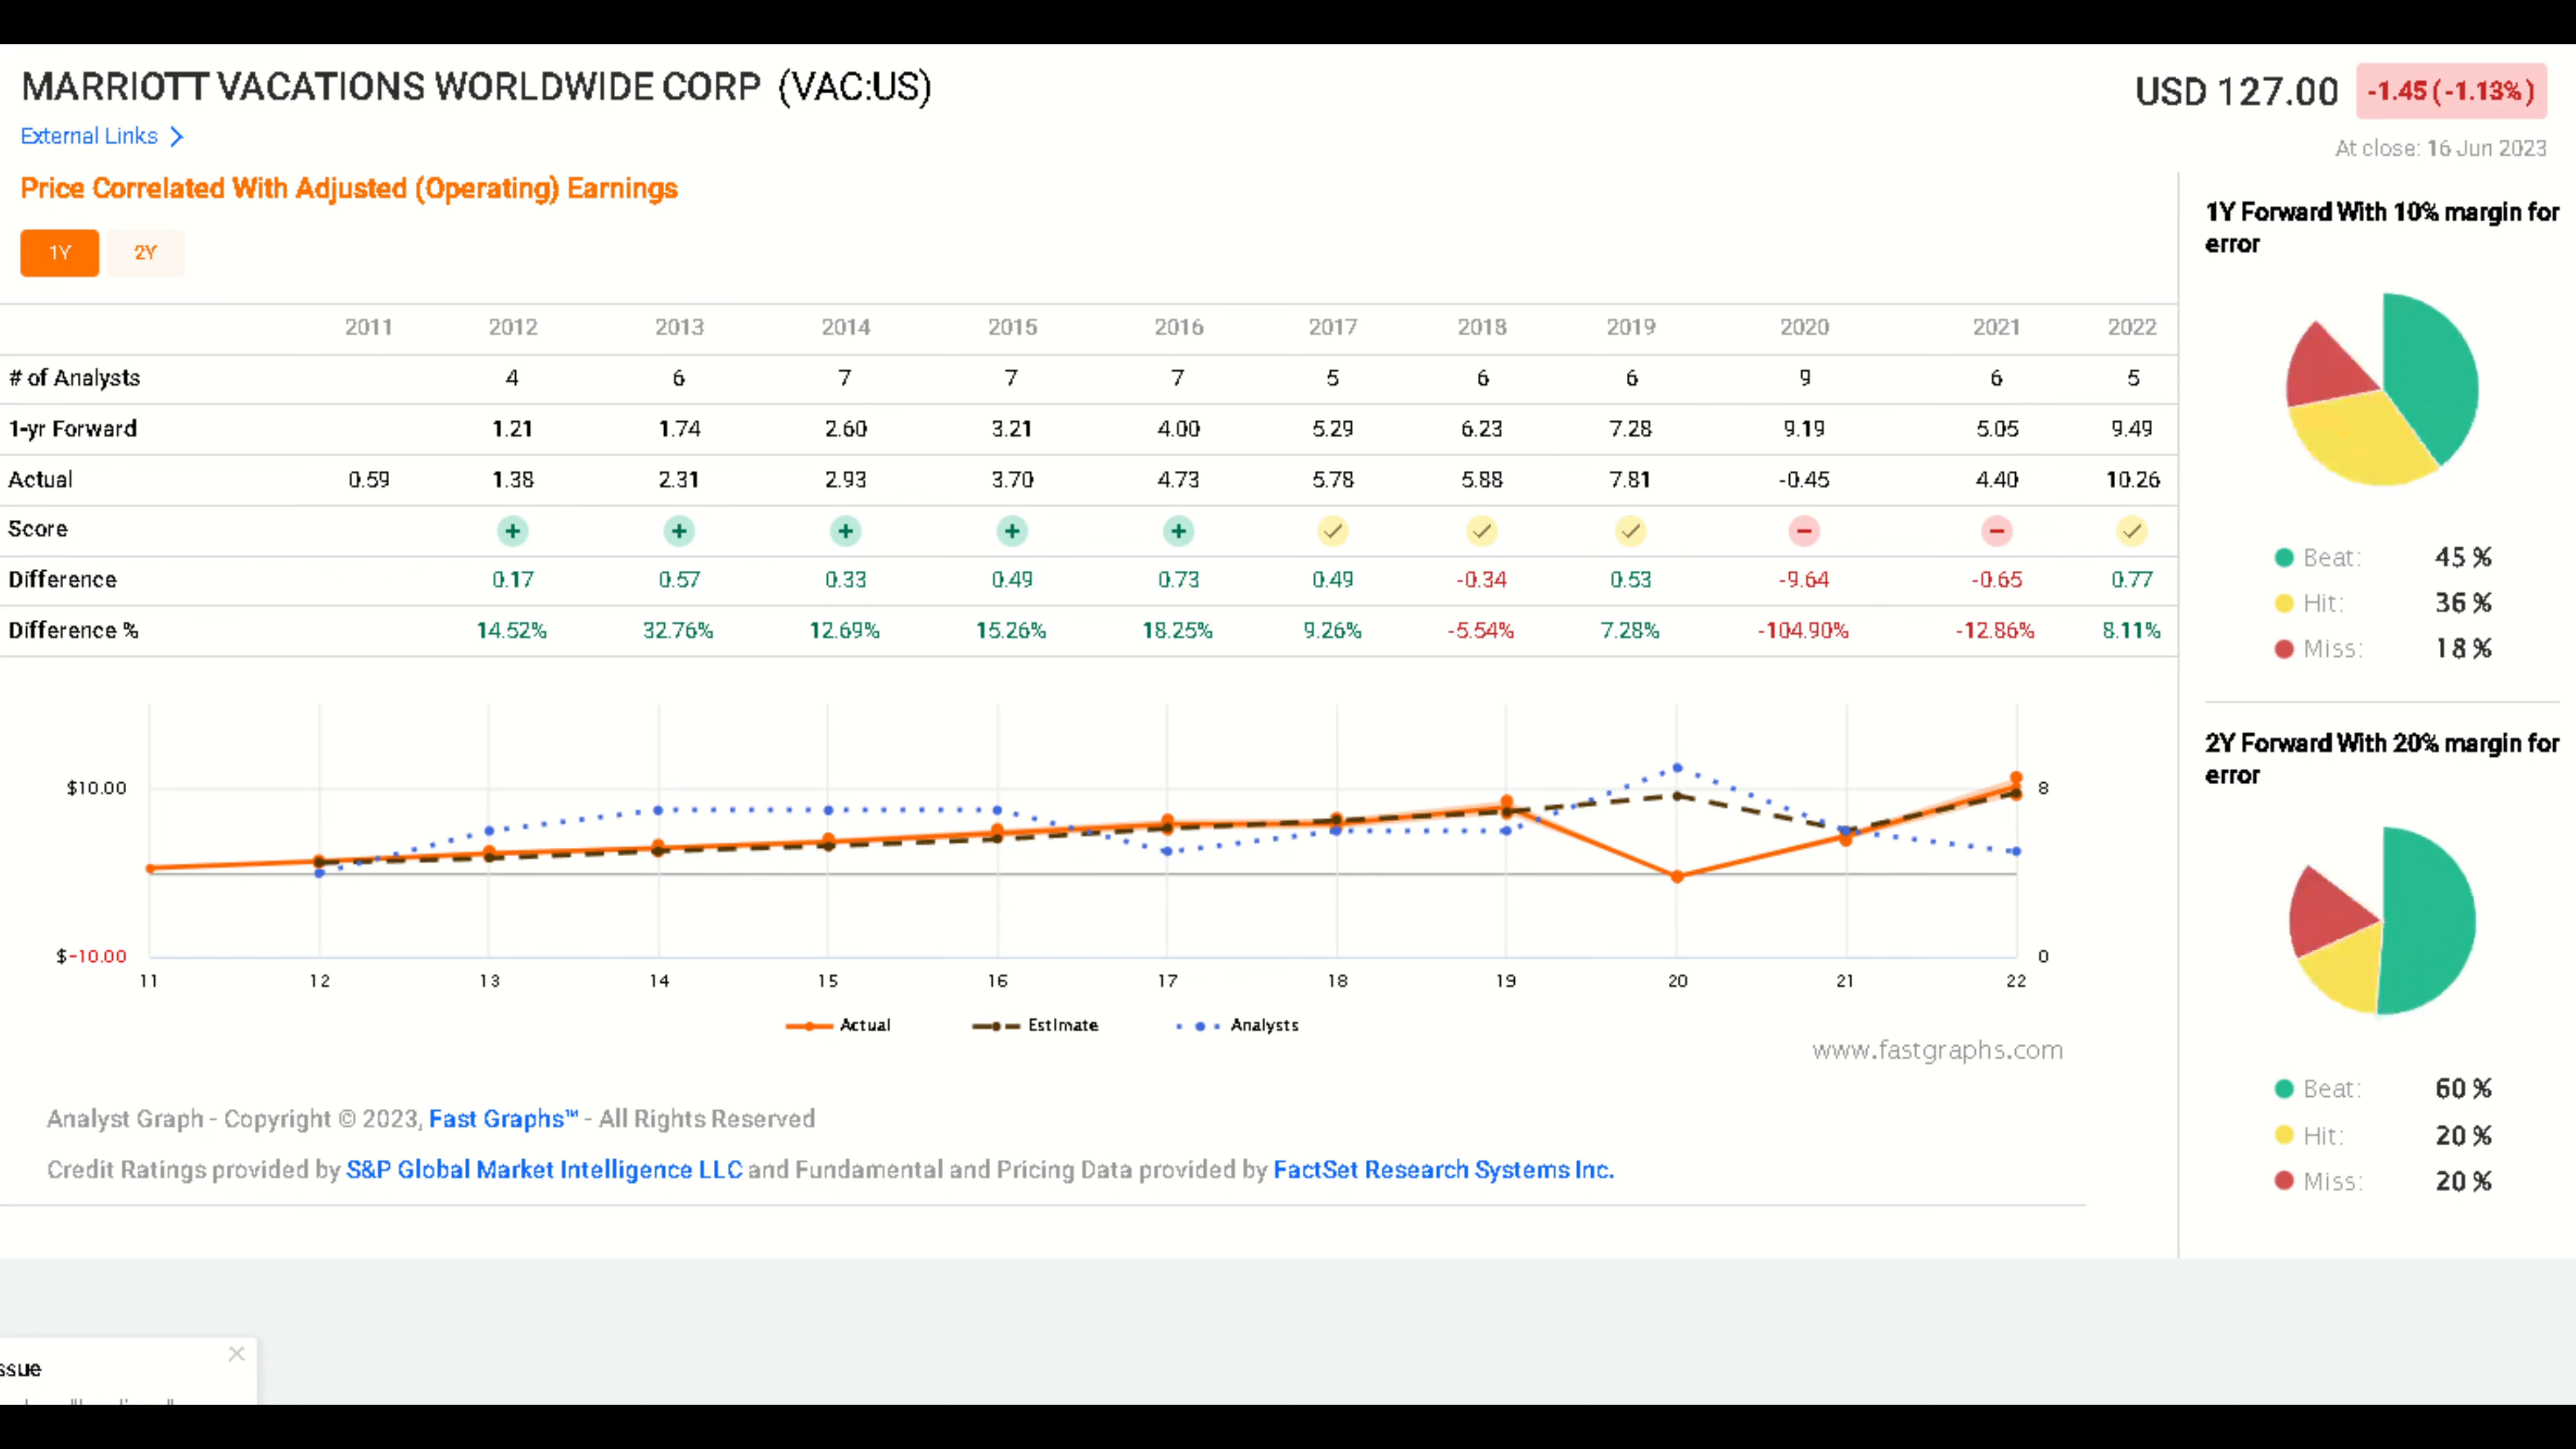 MARRIOTT VACATIONS WORLDWIDE CORP (VAC:US)
USD 127.00 -1.45 (-1.13%)
External Links
At close: 16 Jun 2023
Price Correlated With Adjusted (Operating) Earnings
1Y 2Y
2011 2012 2013 2014 2015 2016 2017 2018 2019 2020 2021 2022
# of Analysts 4 6 7 7 7 5 6 6 9 6 5
1-yr Forward 1.21 1.74 2.60 3.21 4.00 5.29 6.23 7.28 9.19 5.05 9.49
Actual 0.59 1.38 2.31 2.93 3.70 4.73 5.78 5.88 7.81 -0.45 4.40 10.26
Score
Difference 0.17 0.57 0.33 0.49 0.73 0.49 -0.34 0.53 -9.64 -0.65 0.77
Difference % 14.52% 32.76% 12.69% 15.26% 18.25% 9.26% -5.54% 7.28% -104.90% -12.86% 8.11%
$10.00
$-10.00
8
0
11 12 13 14 15 16 17 18 19 20 21 22
Actual Estimate Analysts
www.fastgraphs.com
Analyst Graph - Copyright © 2023, Fast Graphs™ - All Rights Reserved
Credit Ratings provided by S&P Global Market Intelligence LLC and Fundamental and Pricing Data provided by FactSet Research Systems Inc.
1Y Forward With 10% margin for
error
Beat: 45 %
Hit: 36 %
Miss: 18 %
2Y Forward With 20% margin for
error
Beat: 60 %
Hit: 20 %
Miss: 20 %
ssue